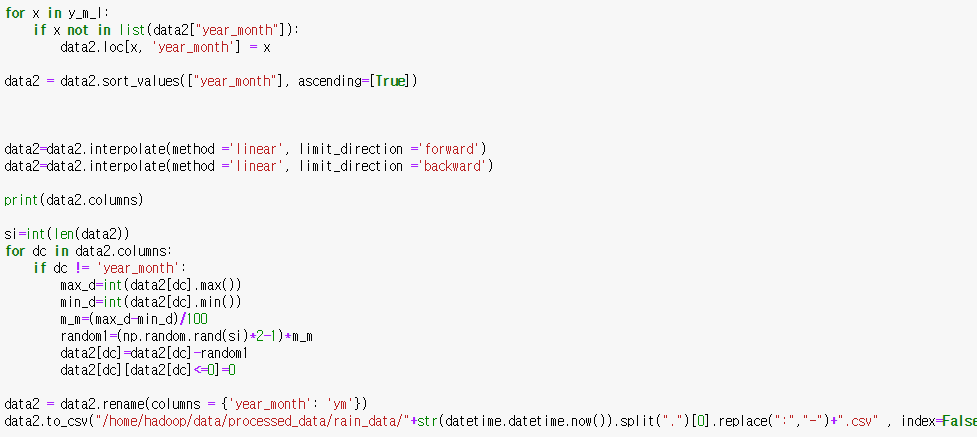 for x in y_m_l:
    if x not in list(data2["year_month"]):
        data2.loc[x, 'year_month'] = x
data2 = data2.sort_values(["year_month"], ascending=[True])
data2=data2.interpolate(method ='linear', limit_direction ='forward')
data2=data2.interpolate(method ='linear', limit_direction ='backward')
print(data2.columns)
si=int(len(data2))
for dc in data2.columns:
    if dc != 'year_month':
        max_d=int(data2[dc].max())
        min_d=int(data2[dc].min())
        m_m=(max_d-min_d)/100
        random1=(np.random.rand(si)*2-1)*m_m
        data2[dc]=data2[dc]-random1
        data2[dc][data2[dc]<=0]=0
data2 = data2.rename(columns = {'year_month': 'ym'})
data2.to_csv("/home/hadoop/data/processed_data/rain_data/"+str(datetime.datetime.now()).split(".")[0].replace(":","-")+".csv" , index=False